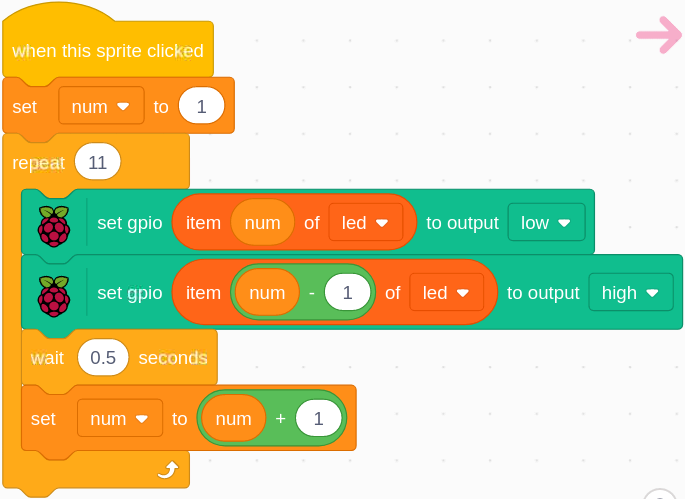 when this sprite clicked
set num to 1
repeat 11
set gpio item num of led to output low
set gpio item num - 1 of led to output high
wait 0.5 seconds
set num to num + 1